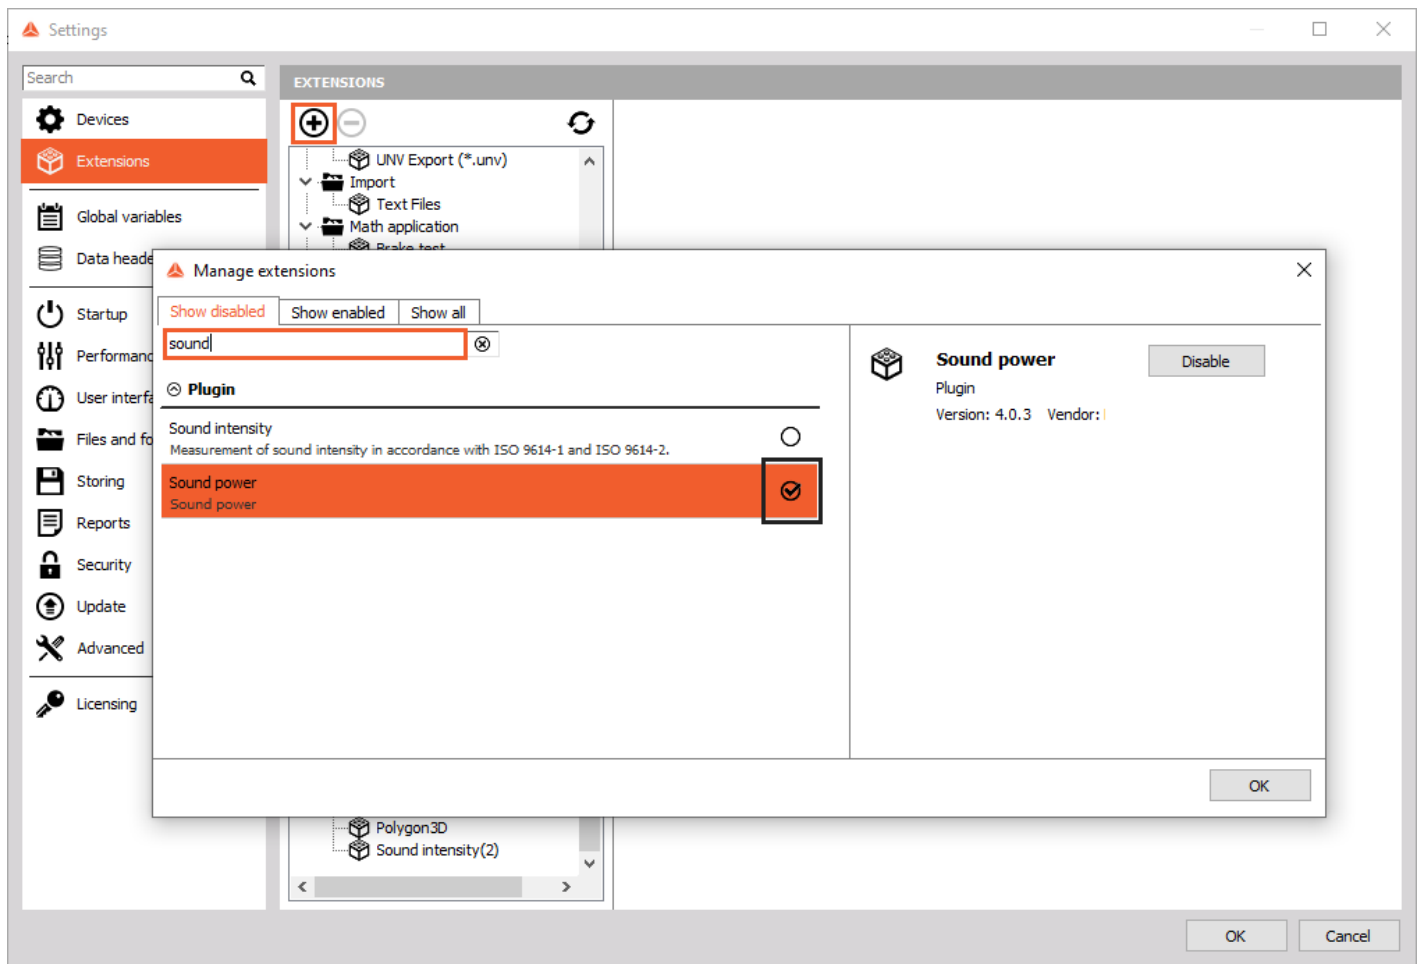 Settings
Search
EXTENSIONS
Devices
Extensions
Global variables
Data heade
Startup
Performanc
User interfa
Files and fo
Storing
Reports
Security
Update
Advanced
Licensing
UNV Export (*.unv)
Import
Text Files
Math application
Brake test
Manage extensions
Show disabled
Show enabled
Show all
sound
Plugin
Sound intensity
Measurement of sound intensity in accordance with ISO 9614-1 and ISO 9614-2.
Sound power
Sound power
Sound power
Disable
Plugin
Version: 4.0.3 Vendor:
OK
Polygon3D
Sound intensity(2)
OK
Cancel